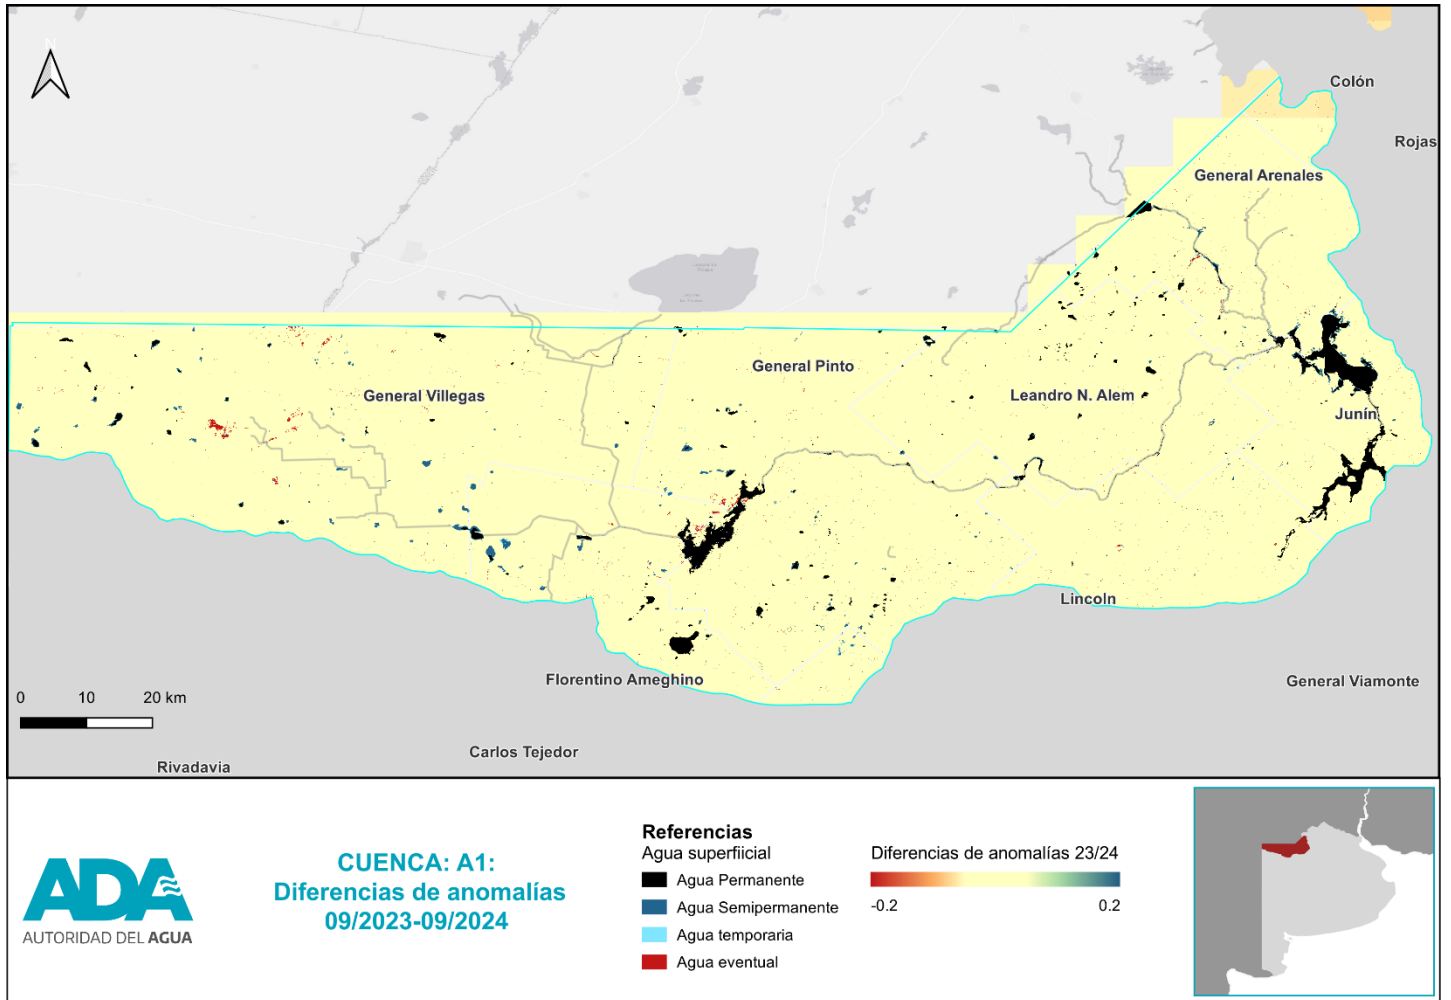 N
Colón
Rojas
General Arenales
General Pinto
General Villegas
Leandro N. Alem
Junín
Lincoln
Florentino Ameghino
General Viamonte
0 10 20 km
Carlos Tejedor
Rivadavia
ADA
AUTORIDAD DEL AGUA
CUENCA: A1:
Diferencias de anomalías
09/2023-09/2024
Referencias
Agua superfiicial
Agua Permanente
Agua Semipermanente
Agua temporaria
Agua eventual
Diferencias de anomalías 23/24
-0.2 0.2